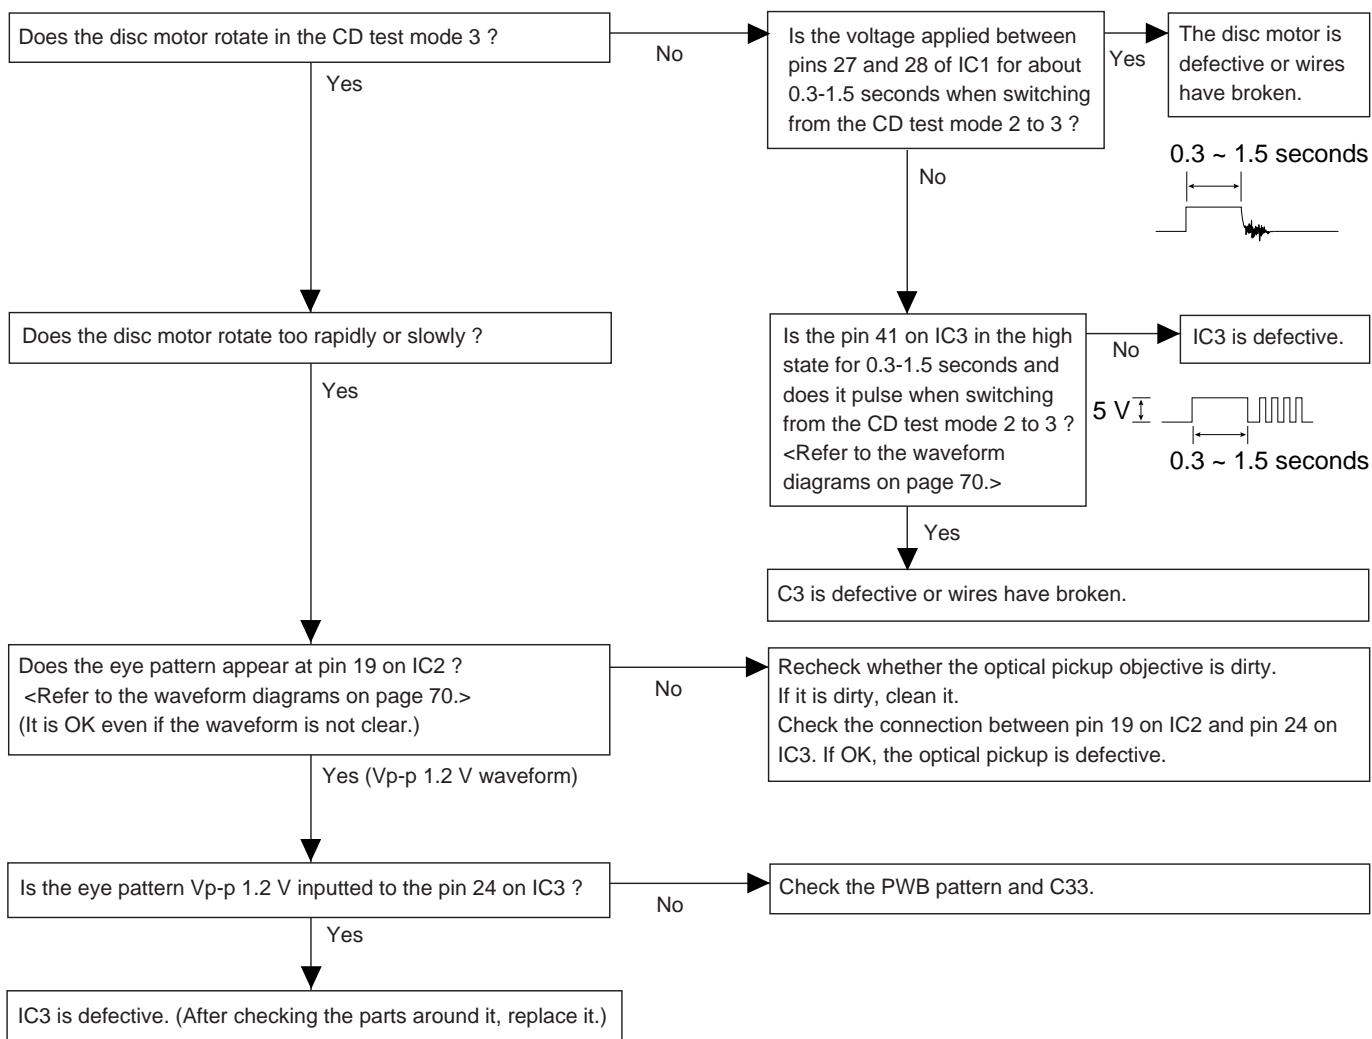 Does the disc motor rotate in the CD test mode 3 ?
No
Yes
Is the voltage applied between
pins 27 and 28 of IC1 for about
0.3-1.5 seconds when switching
from the CD test mode 2 to 3 ?
Yes
No
The disc motor is
defective or wires
have broken.
0.3 ~ 1.5 seconds
Does the disc motor rotate too rapidly or slowly ?
Yes
Is the pin 41 on IC3 in the high
state for 0.3-1.5 seconds and
does it pulse when switching
from the CD test mode 2 to 3 ?
<Refer to the waveform
diagrams on page 70.>
No
Yes
IC3 is defective.
5 V
0.3 ~ 1.5 seconds
C3 is defective or wires have broken.
Does the eye pattern appear at pin 19 on IC2 ?
<Refer to the waveform diagrams on page 70.>
(It is OK even if the waveform is not clear.)
No
Yes (Vp-p 1.2 V waveform)
Recheck whether the optical pickup objective is dirty.
If it is dirty, clean it.
Check the connection between pin 19 on IC2 and pin 24 on
IC3. If OK, the optical pickup is defective.
Is the eye pattern Vp-p 1.2 V inputted to the pin 24 on IC3 ?
No
Yes
Check the PWB pattern and C33.
IC3 is defective. (After checking the parts around it, replace it.)